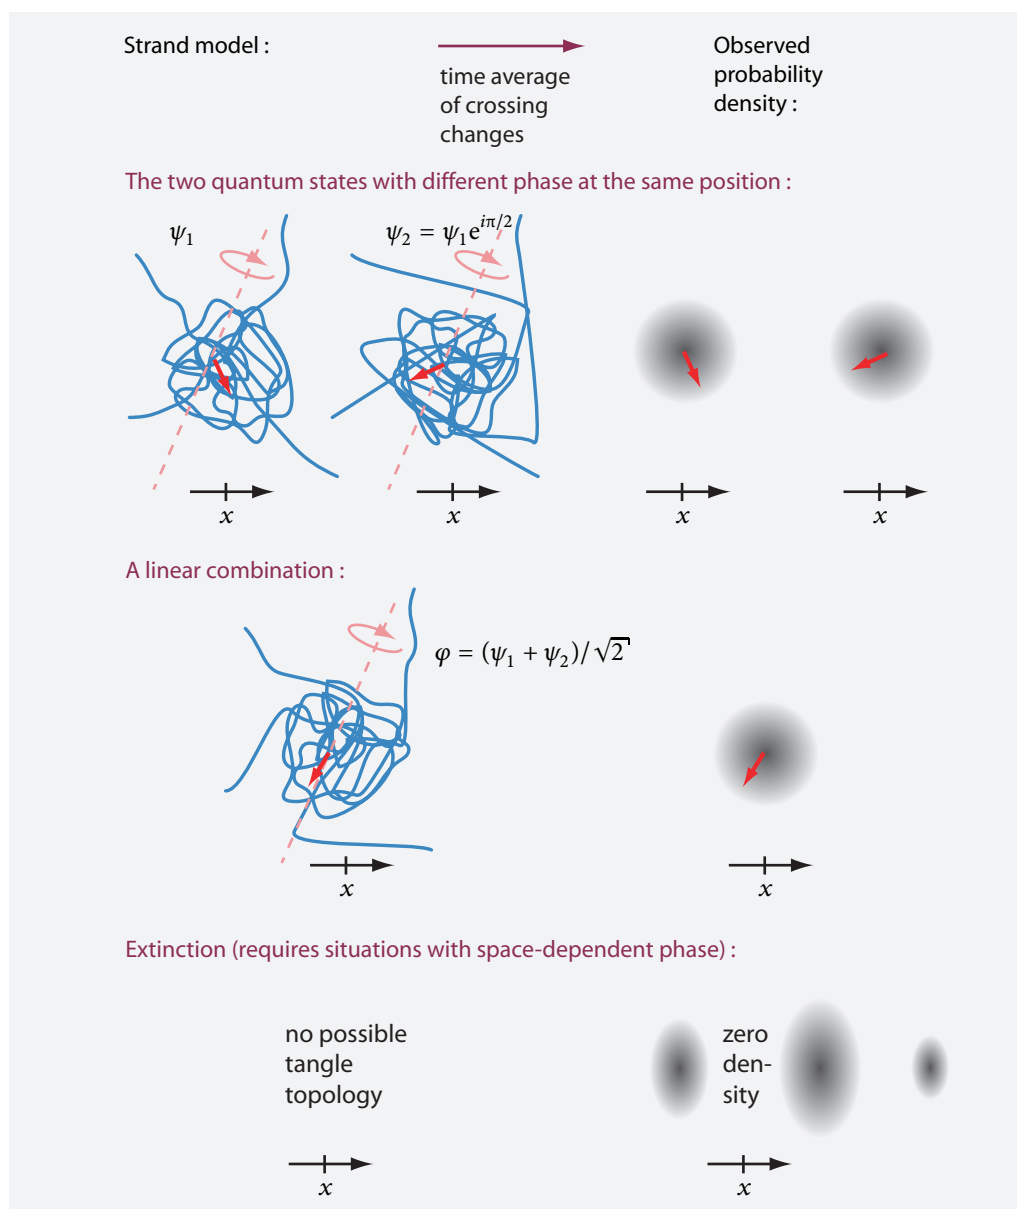 Strand model :
time average
of crossing
changes
Observed
probability
density :
The two quantum states with different phase at the same position :
ψ₁
ψ₂ = ψ₁e^{iπ/2}
x
x
x
x
A linear combination :
φ = (ψ₁ + ψ₂)/√2
x
x
Extinction (requires situations with space-dependent phase) :
no possible
tangle
topology
zero
den-
sity
x
x